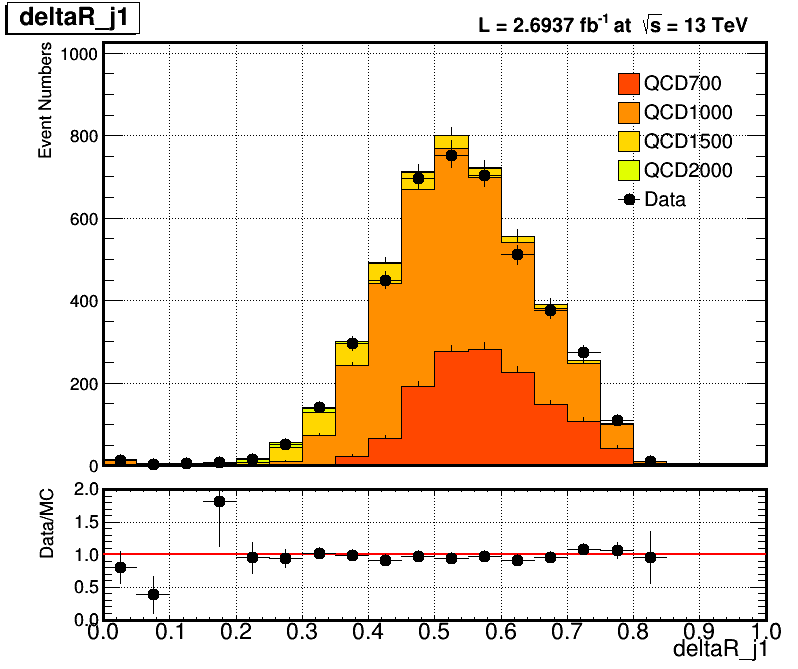 deltaR_j1
L = 2.6937 fb-1 at √s = 13 TeV
Event Numbers
1000
800
600
400
200
0
QCD700
QCD1000
QCD1500
QCD2000
Data
Data/MC
2.0
1.5
1.0
0.5
0.0
0.0 0.1 0.2 0.3 0.4 0.5 0.6 0.7 0.8 0.9 1.0
deltaR_j1